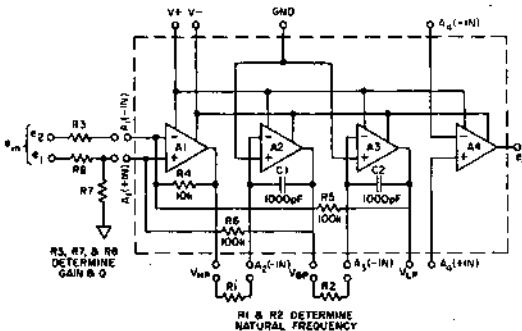 V+ V- GND A4(-IN)
A1(-IN)
e2 R3
ein
e1 R8
A1(+IN)
R7
A1 A2 A3 A4
R4
10k
C1
1000pF
C2
1000pF
R5
100k
R6
100k
R3, R7, & R8
DETERMINE
GAIN & Q
VHP A2(-IN) VBP A3(-IN) VLP A4(+IN)
R1 R2
R1 & R2 DETERMINE
NATURAL FREQUENCY